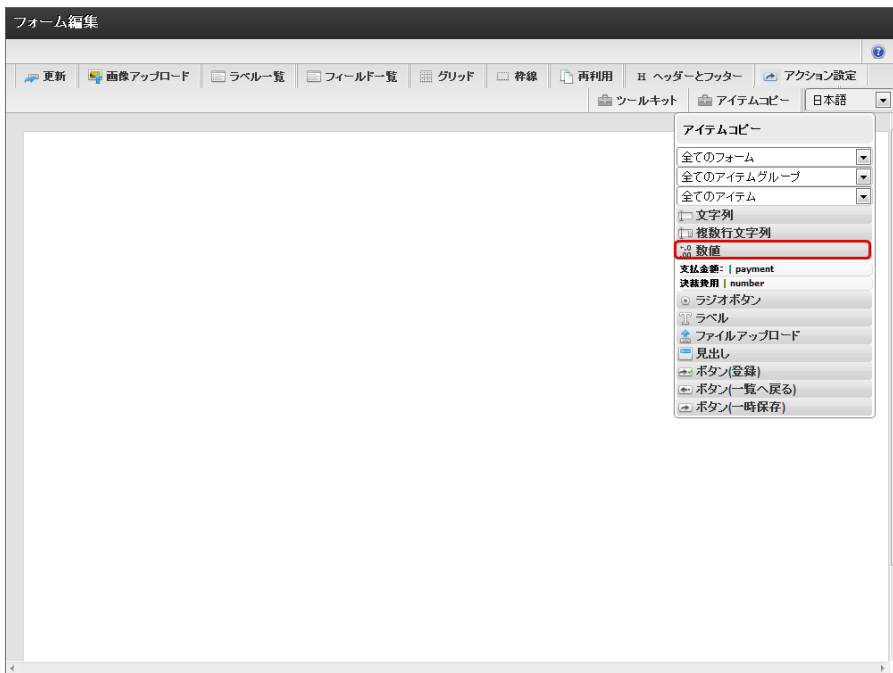 フォーム編集
更新 画像アップロード ラベル一覧 フィールド一覧 グリッド 枠線 再利用 H ヘッダーとフッター アクション設定
ツールキット アイテムコピー 日本語
アイテムコピー
全てのフォーム
全てのアイテムグループ
全てのアイテム
文字列
複数行文字列
数値
支払金額: | payment
決裁費用 | number
ラジオボタン
ラベル
ファイルアップロード
見出し
ボタン(登録)
ボタン(一覧へ戻る)
ボタン(一時保存)